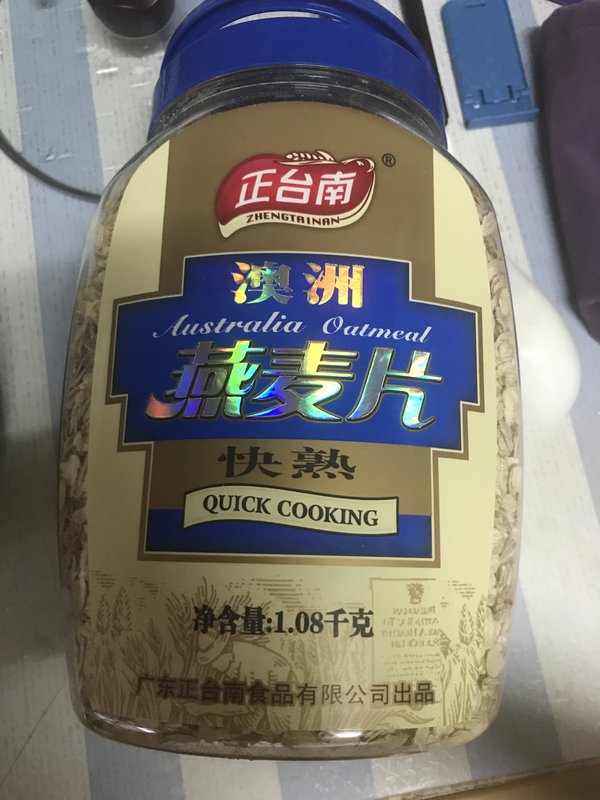 正台南®
ZHENGTAINAN
澳洲
Australia Oatmeal
燕麦片
快熟
QUICK COOKING
净含量:1.08千克
广东正台南食品有限公司出品